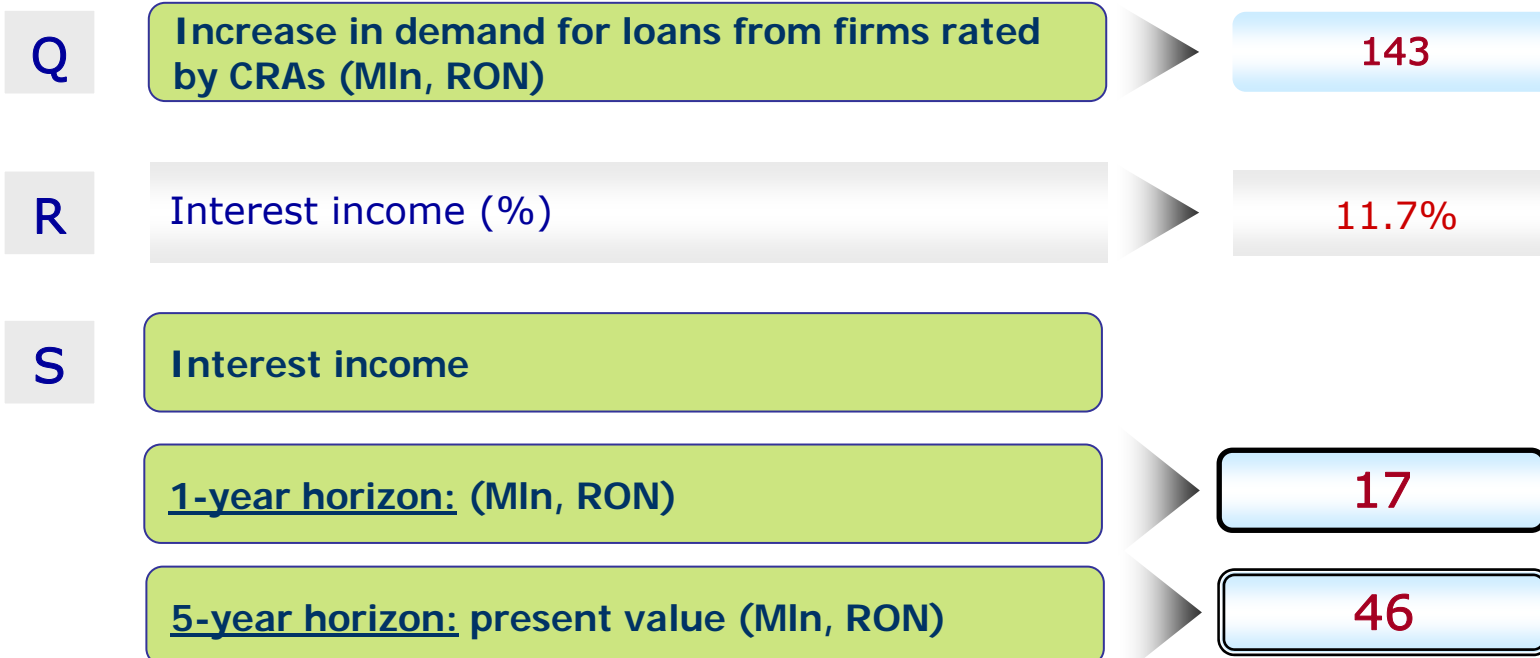 Q
Increase in demand for loans from firms rated
by CRAs (Mln, RON)
143
R
Interest income (%)
11.7%
S
Interest income
1-year horizon: (Mln, RON)
17
5-year horizon: present value (Mln, RON)
46